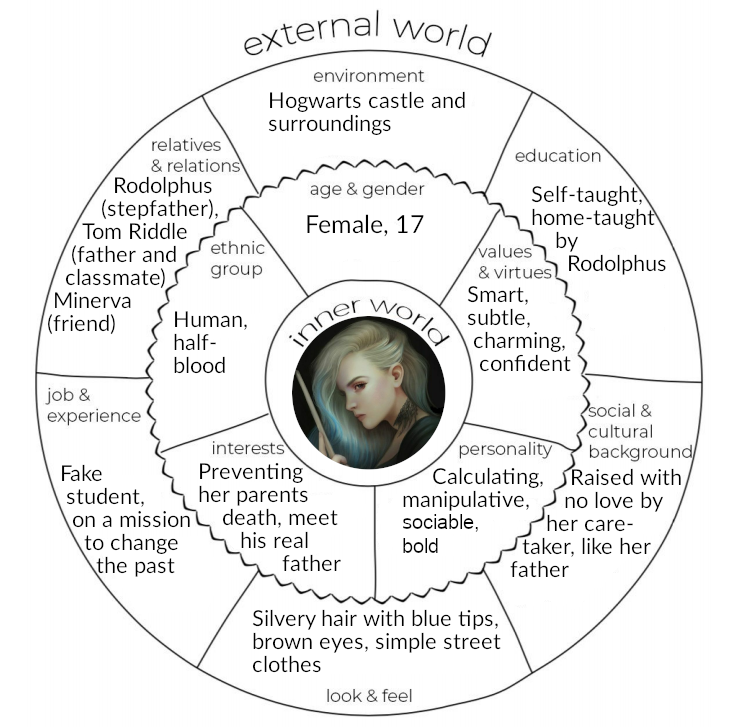 external world
environment
Hogwarts castle and
surroundings
relatives
& relations
Rodolphus
(stepfather),
Tom Riddle
(father and
classmate)
Minerva
(friend)
education
Self-taught,
home-taught
by
Rodolphus
age & gender
Female, 17
ethnic
group
Human,
half-
blood
values
& virtues
Smart,
subtle,
charming,
confident
inner world
job &
experience
Fake
student,
on a mission
to change
the past
interests
Preventing
her parents
death, meet
his real
father
personality
Calculating,
manipulative,
sociable,
bold
social &
cultural
background
Raised with
no love by
her care-
taker, like her
father
Silvery hair with blue tips,
brown eyes, simple street
clothes
look & feel